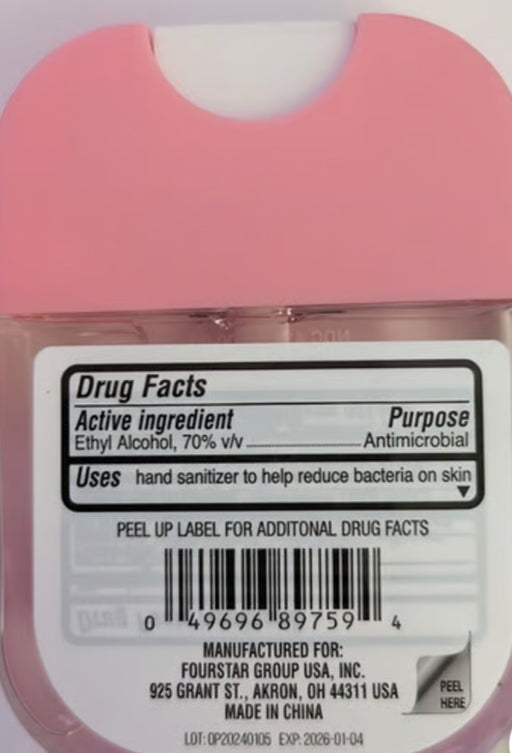 Drug Facts
Active ingredient Purpose
Ethyl Alcohol, 70% v/v ........................ Antimicrobial
Uses hand sanitizer to help reduce bacteria on skin
PEEL UP LABEL FOR ADDITONAL DRUG FACTS
0 49696 89759 4
MANUFACTURED FOR:
FOURSTAR GROUP USA, INC.
925 GRANT ST., AKRON, OH 44311 USA
MADE IN CHINA
PEEL
HERE
LOT: OP20240105 EXP: 2026-01-04